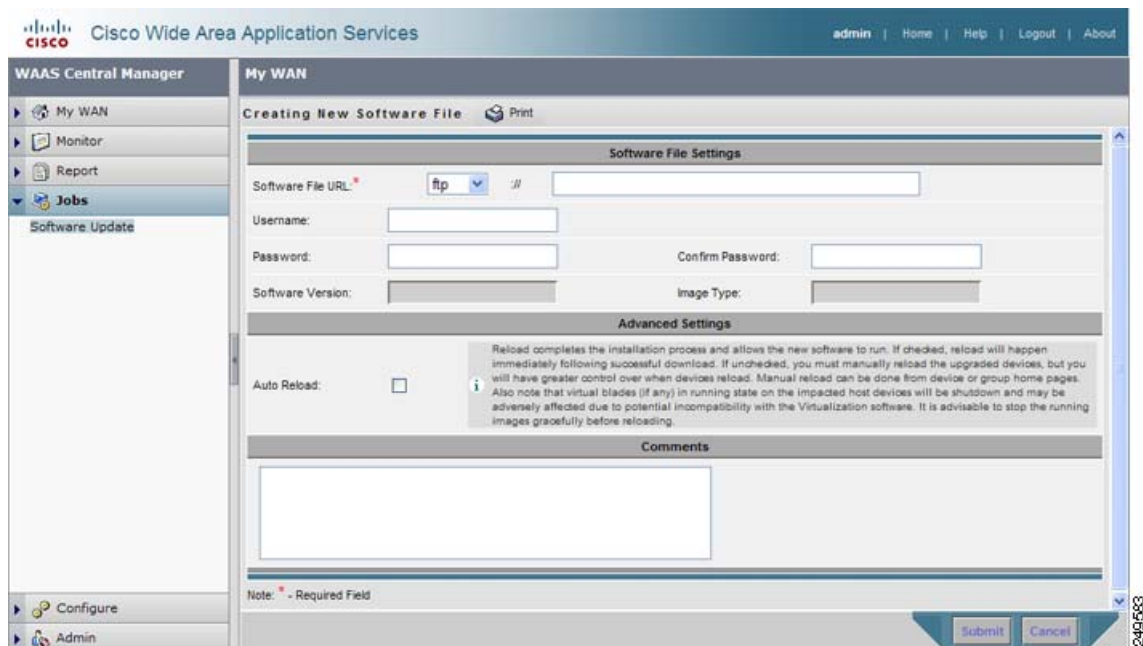 CISCO
Cisco Wide Area Application Services
admin | Home | Help | Logout | About
WAAS Central Manager
My WAN
My WAN
Monitor
Report
Jobs
Software Update
Configure
Admin
Creating New Software File
Print
Software File Settings
Software File URL:*
ftp
://
Username:
Password:
Confirm Password:
Software Version:
Image Type:
Advanced Settings
Auto Reload:
i
Reload completes the installation process and allows the new software to run. If checked, reload will happen
immediately following successful download. If unchecked, you must manually reload the upgraded devices, but you
will have greater control over when devices reload. Manual reload can be done from device or group home pages.
Also note that virtual blades (if any) in running state on the impacted host devices will be shutdown and may be
adversely affected due to potential incompatibility with the Virtualization software. It is advisable to stop the running
images gracefully before reloading.
Comments
Note: * - Required Field
Submit
Cancel
249583